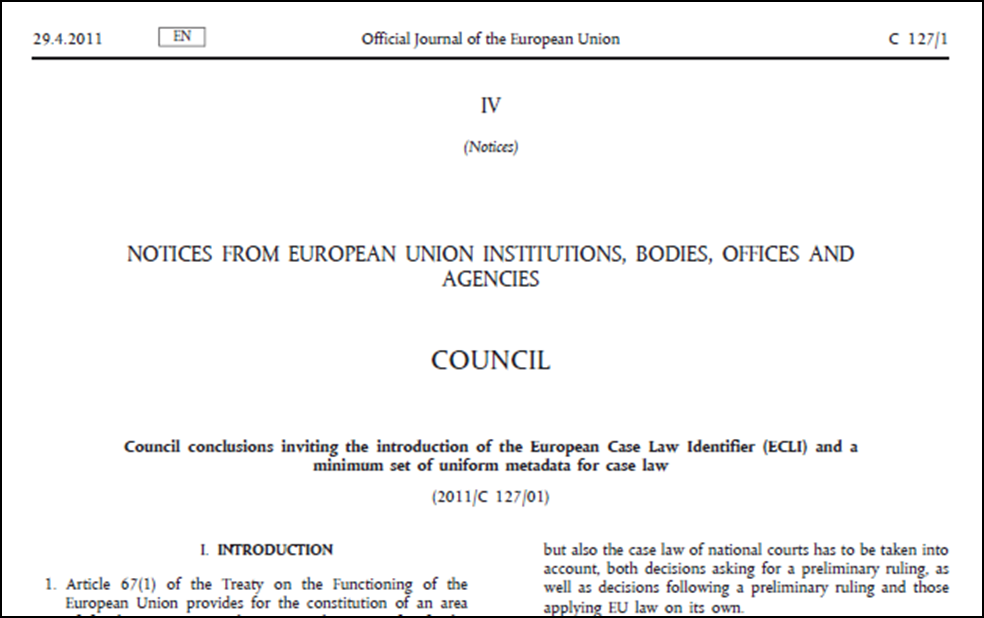 29.4.2011 EN Official Journal of the European Union C 127/1
IV
(Notices)
NOTICES FROM EUROPEAN UNION INSTITUTIONS, BODIES, OFFICES AND
AGENCIES
COUNCIL
Council conclusions inviting the introduction of the European Case Law Identifier (ECLI) and a
minimum set of uniform metadata for case law
(2011/C 127/01)
I. INTRODUCTION
1. Article 67(1) of the Treaty on the Functioning of the
European Union provides for the constitution of an area
but also the case law of national courts has to be taken into
account, both decisions asking for a preliminary ruling, as
well as decisions following a preliminary ruling and those
applying EU law on its own.